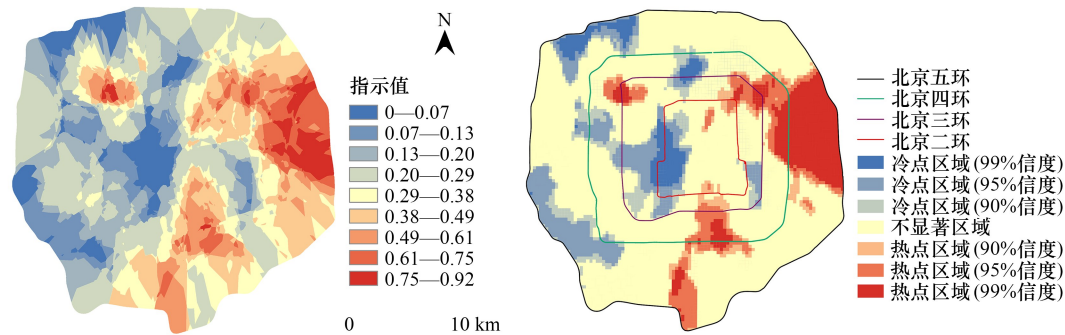 N
指示值
0—0.07
0.07—0.13
0.13—0.20
0.20—0.29
0.29—0.38
0.38—0.49
0.49—0.61
0.61—0.75
0.75—0.92
0 10 km
北京五环
北京四环
北京三环
北京二环
冷点区域(99%信度)
冷点区域(95%信度)
冷点区域(90%信度)
不显著区域
热点区域(90%信度)
热点区域(95%信度)
热点区域(99%信度)